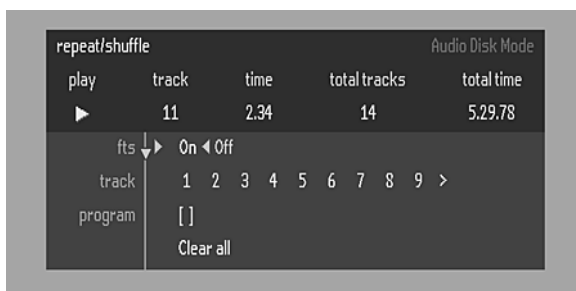 repeat/shuffle Audio Disk Mode
play track time total tracks total time
11 2.34 14 5.29.78
fts On Off
track 1 2 3 4 5 6 7 8 9 >
program [ ]
Clear all